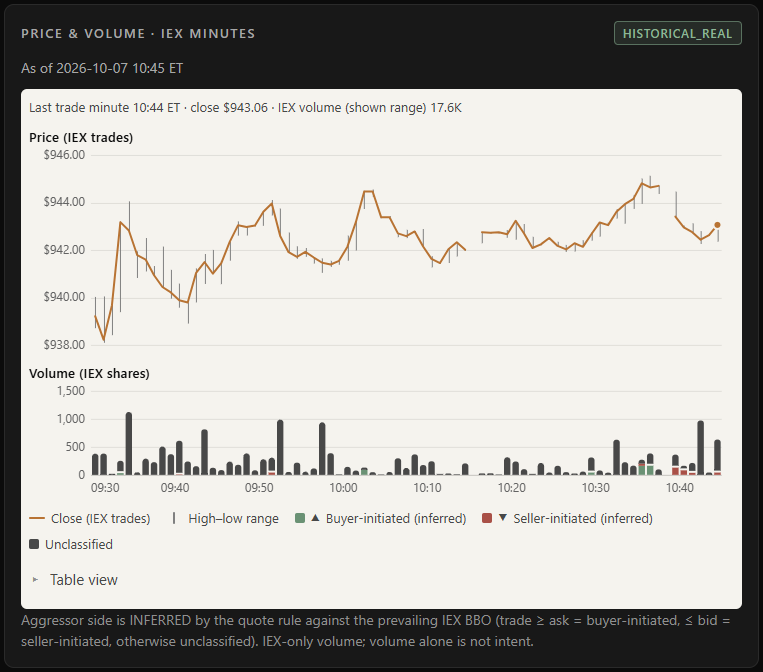 PRICE & VOLUME · IEX MINUTES
HISTORICAL_REAL
As of 2026-10-07 10:45 ET
Last trade minute 10:44 ET · close $943.06 · IEX volume (shown range) 17.6K
Price (IEX trades)
$946.00
$944.00
$942.00
$940.00
$938.00
Volume (IEX shares)
1,500
1,000
500
0
09:30 09:40 09:50 10:00 10:10 10:20 10:30 10:40
Close (IEX trades) High–low range ▲ Buyer-initiated (inferred) ▼ Seller-initiated (inferred)
Unclassified
▸ Table view
Aggressor side is INFERRED by the quote rule against the prevailing IEX BBO (trade ≥ ask = buyer-initiated, ≤ bid =
seller-initiated, otherwise unclassified). IEX-only volume; volume alone is not intent.